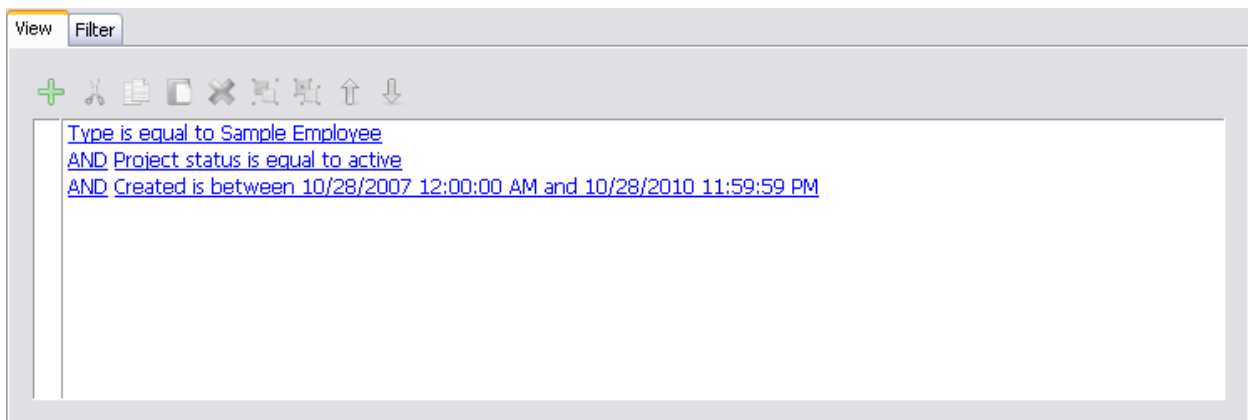 View Filter
Type is equal to Sample Employee
AND Project status is equal to active
AND Created is between 10/28/2007 12:00:00 AM and 10/28/2010 11:59:59 PM